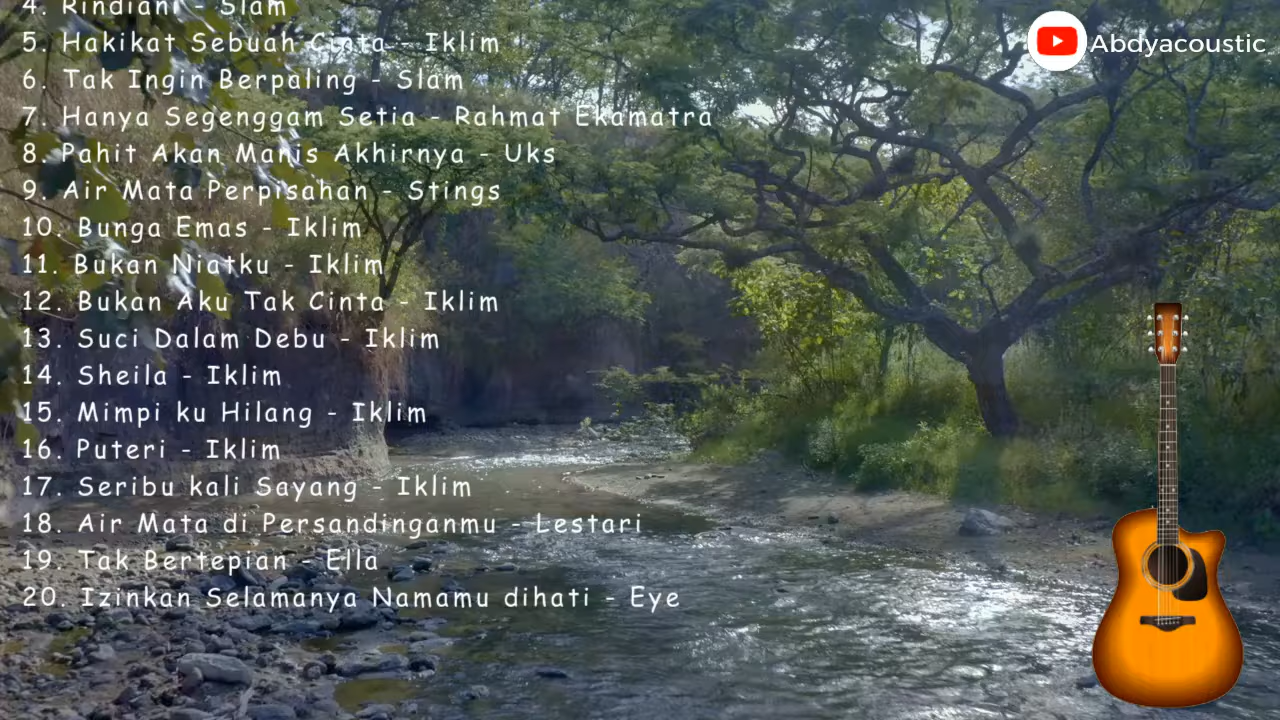 4. Rindiani - Slam
5. Hakikat Sebuah Cinta - Iklim
6. Tak Ingin Berpaling - Slam
7. Hanya Segenggam Setia - Rahmat Ekamatra
8. Pahit Akan Manis Akhirnya - Uks
9. Air Mata Perpisahan - Stings
10. Bunga Emas - Iklim
11. Bukan Niatku - Iklim
12. Bukan Aku Tak Cinta - Iklim
13. Suci Dalam Debu - Iklim
14. Sheila - Iklim
15. Mimpi ku Hilang - Iklim
16. Puteri - Iklim
17. Seribu kali Sayang - Iklim
18. Air Mata di Persandinganmu - Lestari
19. Tak Bertepian - Ella
20. Izinkan Selamanya Namamu dihati - Eye
Abdyacoustic